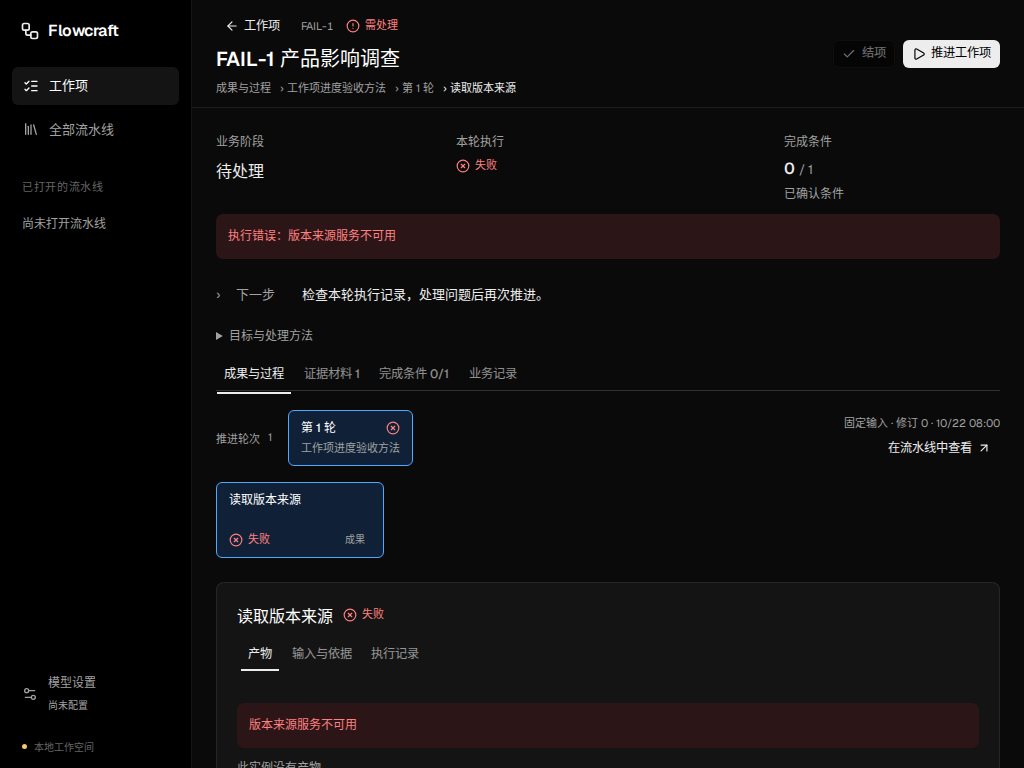 Flowcraft
工作项
全部流水线
已打开的流水线
尚未打开流水线
模型设置
尚未配置
本地工作空间
工作项 FAIL-1 需处理
FAIL-1 产品影响调查
成果与过程 › 工作项进度验收方法 › 第 1 轮 › 读取版本来源
结项
推进工作项
业务阶段
待处理
本轮执行
失败
完成条件
0 / 1
已确认条件
执行错误：版本来源服务不可用
› 下一步 检查本轮执行记录，处理问题后再次推进。
目标与处理方法
成果与过程 证据材料 1 完成条件 0/1 业务记录
推进轮次 1
第 1 轮
工作项进度验收方法
固定输入 · 修订 0 · 10/22 08:00
在流水线中查看
读取版本来源
失败 成果
读取版本来源 失败
产物 输入与依据 执行记录
版本来源服务不可用
此实例没有产物